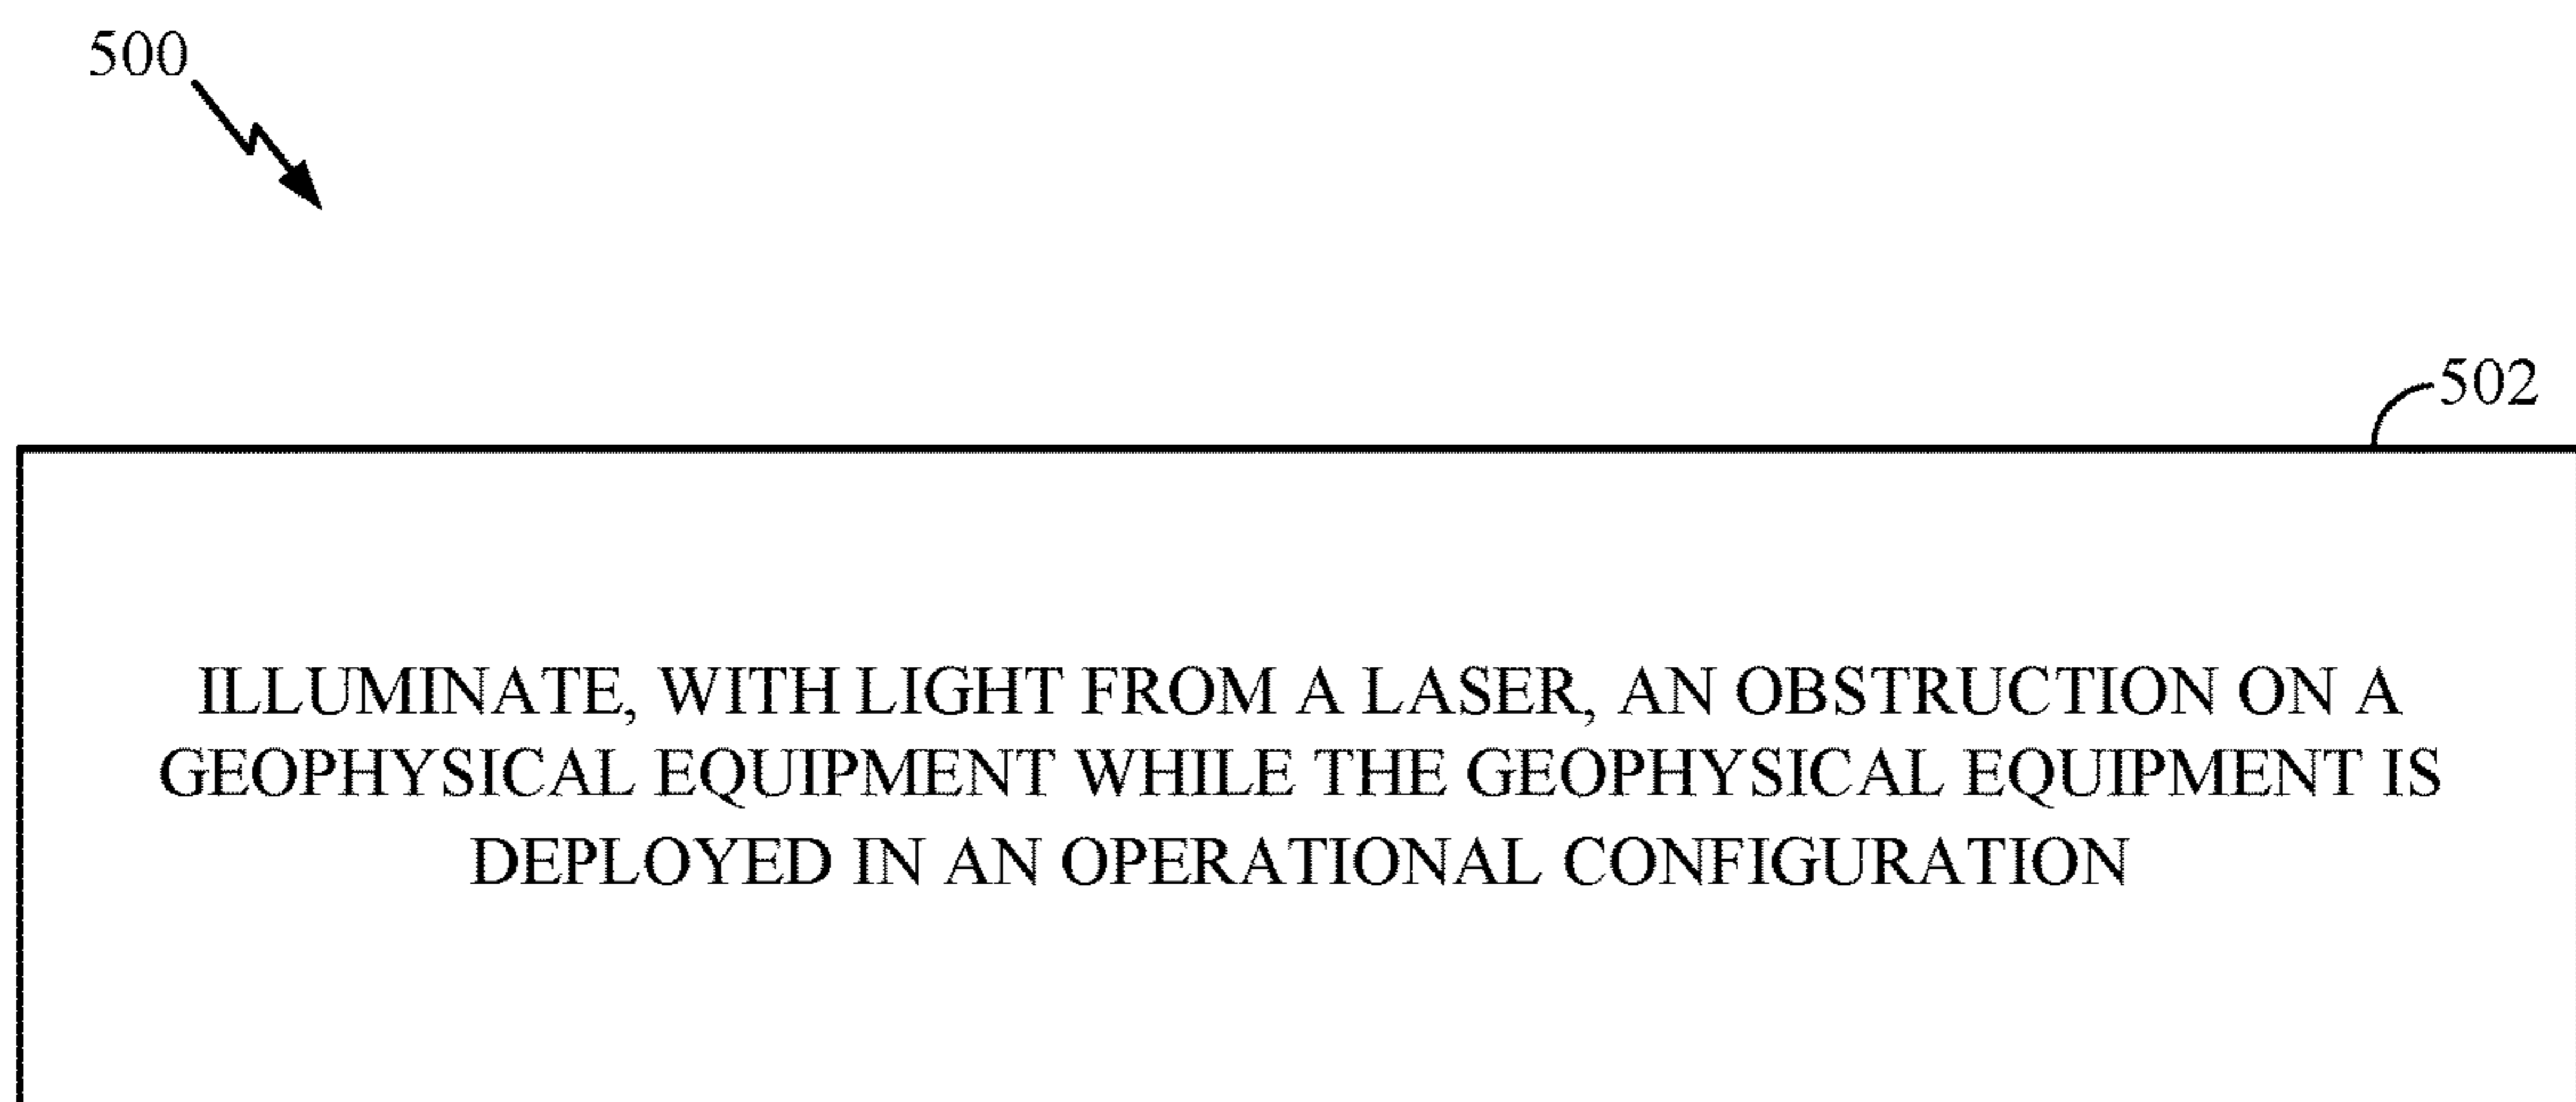 500
502
ILLUMINATE, WITH LIGHT FROM A LASER, AN OBSTRUCTION ON A
GEOPHYSICAL EQUIPMENT WHILE THE GEOPHYSICAL EQUIPMENT IS
DEPLOYED IN AN OPERATIONAL CONFIGURATION